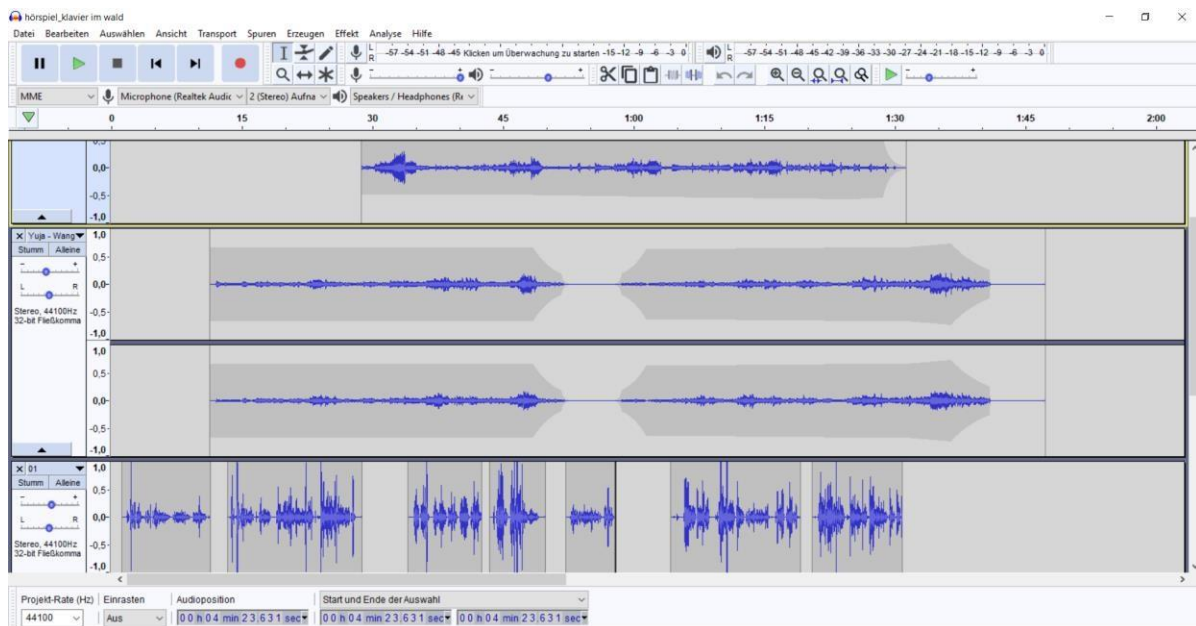 hörspiel_klavier im wald
Datei Bearbeiten Auswählen Ansicht Transport Spuren Erzeugen Effekt Analyse Hilfe
L R -57 -54 -51 -48 -45 Klicken um Überwachung zu starten -15 -12 -9 -6 -3 0
L R -57 -54 -51 -48 -45 -42 -39 -36 -33 -30 -27 -24 -21 -18 -15 -12 -9 -6 -3 0
MME Microphone (Realtek Audic 2 (Stereo) Aufna Speakers / Headphones (Re
0 15 30 45 1:00 1:15 1:30 1:45 2:00
0,0
-0,5
-1,0
X Yuja - Wang 1,0
Stumm Alleine
0,5
- +
L R 0,0
Stereo, 44100Hz -0,5
32-bit Fließkomma
-1,0
1,0
0,5
0,0
-0,5
-1,0
X 01 1,0
Stumm Alleine 0,5
- +
L R 0,0
Stereo, 44100Hz -0,5
32-bit Fließkomma
-1,0
Projekt-Rate (Hz) Einrasten Audioposition Start und Ende der Auswahl
44100 Aus 00 h 04 min 23.631 sec 00 h 04 min 23.631 sec 00 h 04 min 23.631 sec